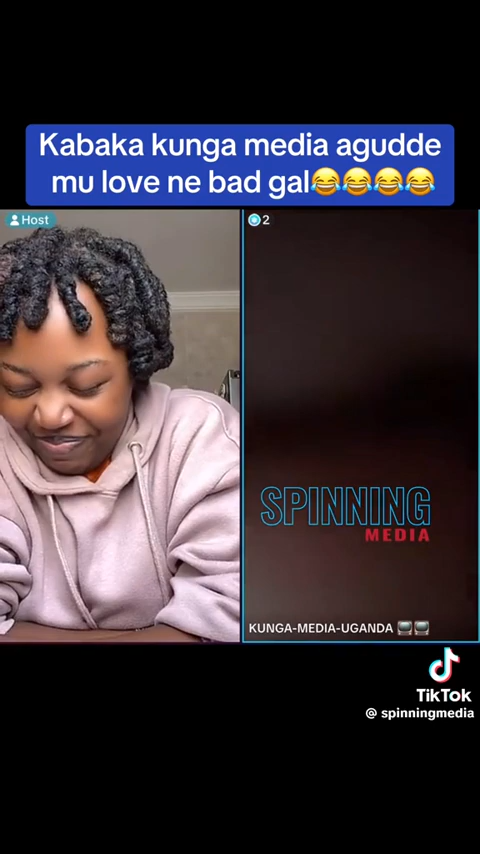 Kabaka kunga media agudde
mu love ne bad gal😂😂😂😂
Host
2
SPINNING
MEDIA
KUNGA-MEDIA-UGANDA 📺📺
TikTok
@ spinningmedia